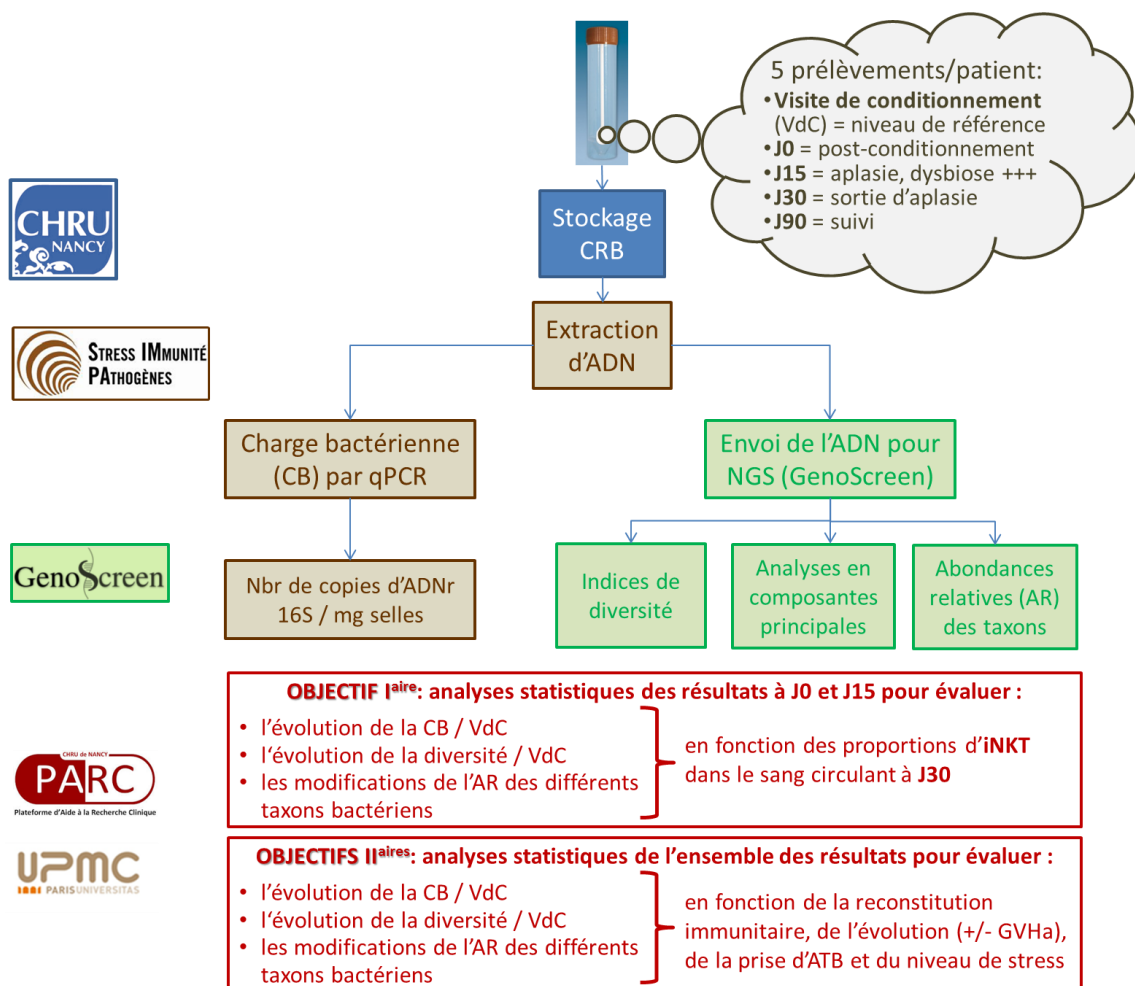 5 prélèvements/patient:
•Visite de conditionnement
(VdC) = niveau de référence
•J0 = post-conditionnement
•J15 = aplasie, dysbiose +++
•J30 = sortie d'aplasie
•J90 = suivi
CHRU
NANCY
Stockage
CRB
STRESS IMMUNITÉ
PATHOGÈNES
Extraction
d'ADN
Charge bactérienne
(CB) par qPCR
Envoi de l'ADN pour
NGS (GenoScreen)
GenoScreen
Nbr de copies d'ADNr
16S / mg selles
Indices de
diversité
Analyses en
composantes
principales
Abondances
relatives (AR)
des taxons
OBJECTIF Iaire: analyses statistiques des résultats à J0 et J15 pour évaluer :
• l'évolution de la CB / VdC
• l'évolution de la diversité / VdC
• les modifications de l'AR des différents
taxons bactériens
en fonction des proportions d'iNKT
dans le sang circulant à J30
CHRU de NANCY
PARC
Plateforme d'Aide à la Recherche Clinique
UPMC
PARISUNIVERSITAS
OBJECTIFS IIaires: analyses statistiques de l'ensemble des résultats pour évaluer :
• l'évolution de la CB / VdC
• l'évolution de la diversité / VdC
• les modifications de l'AR des différents
taxons bactériens
en fonction de la reconstitution
immunitaire, de l'évolution (+/- GVHa),
de la prise d'ATB et du niveau de stress